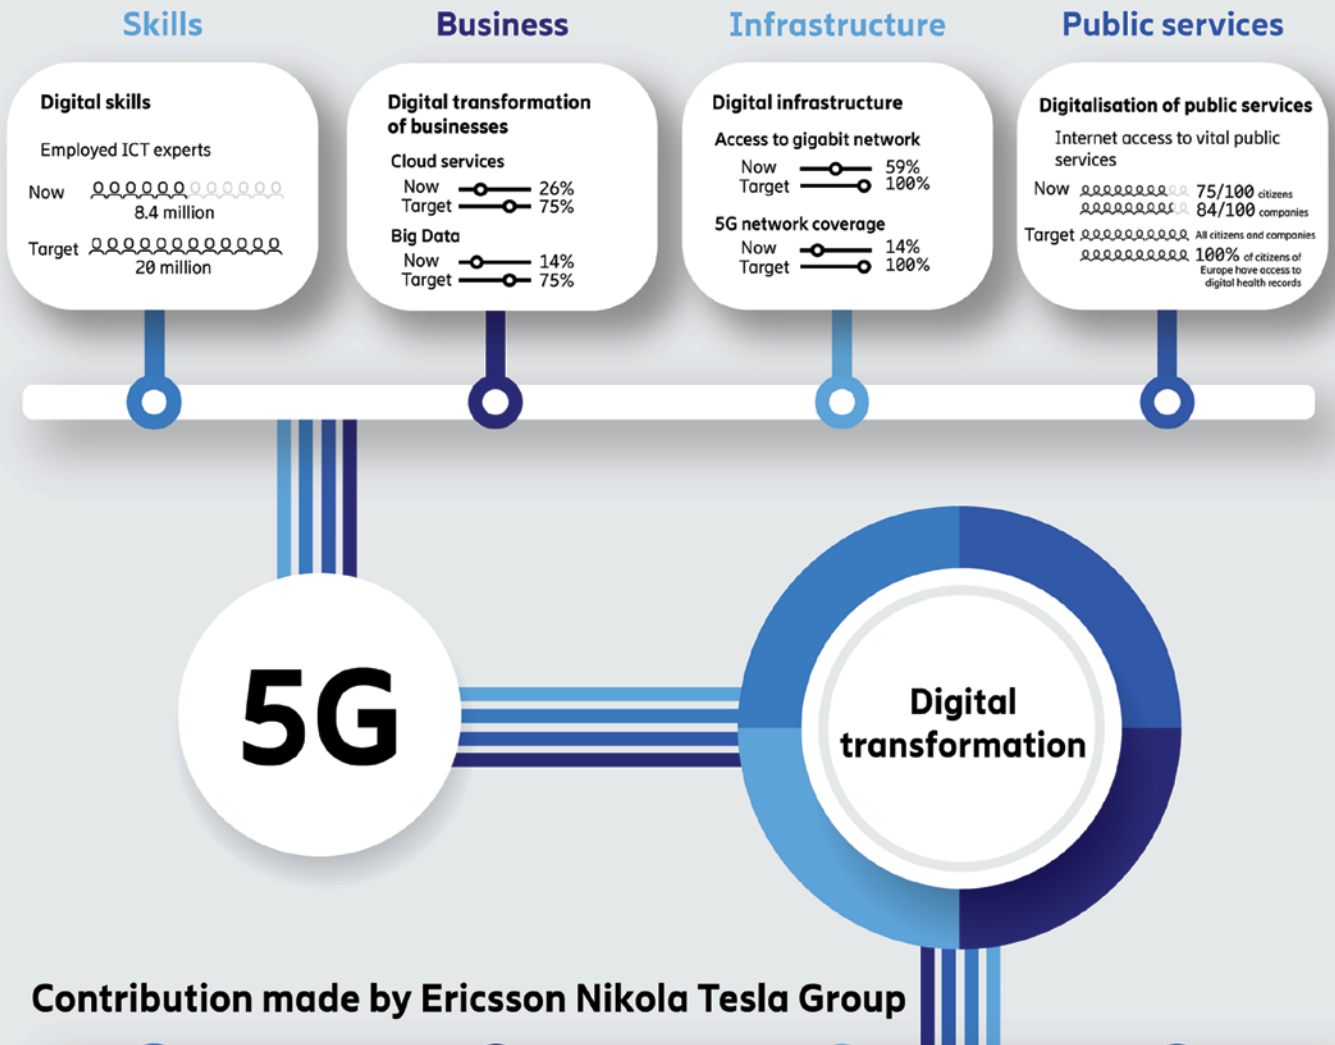 Skills
Digital skills
Employed ICT experts
Now
8.4 million
Target
20 million
Business
Digital transformation
of businesses
Cloud services
Now 26%
Target 75%
Big Data
Now 14%
Target 75%
Infrastructure
Digital infrastructure
Access to gigabit network
Now 59%
Target 100%
5G network coverage
Now 14%
Target 100%
Public services
Digitalisation of public services
Internet access to vital public
services
Now 75/100 citizens
84/100 companies
Target All citizens and companies
100% of citizens of
Europe have access to
digital health records
5G
Digital
transformation
Contribution made by Ericsson Nikola Tesla Group